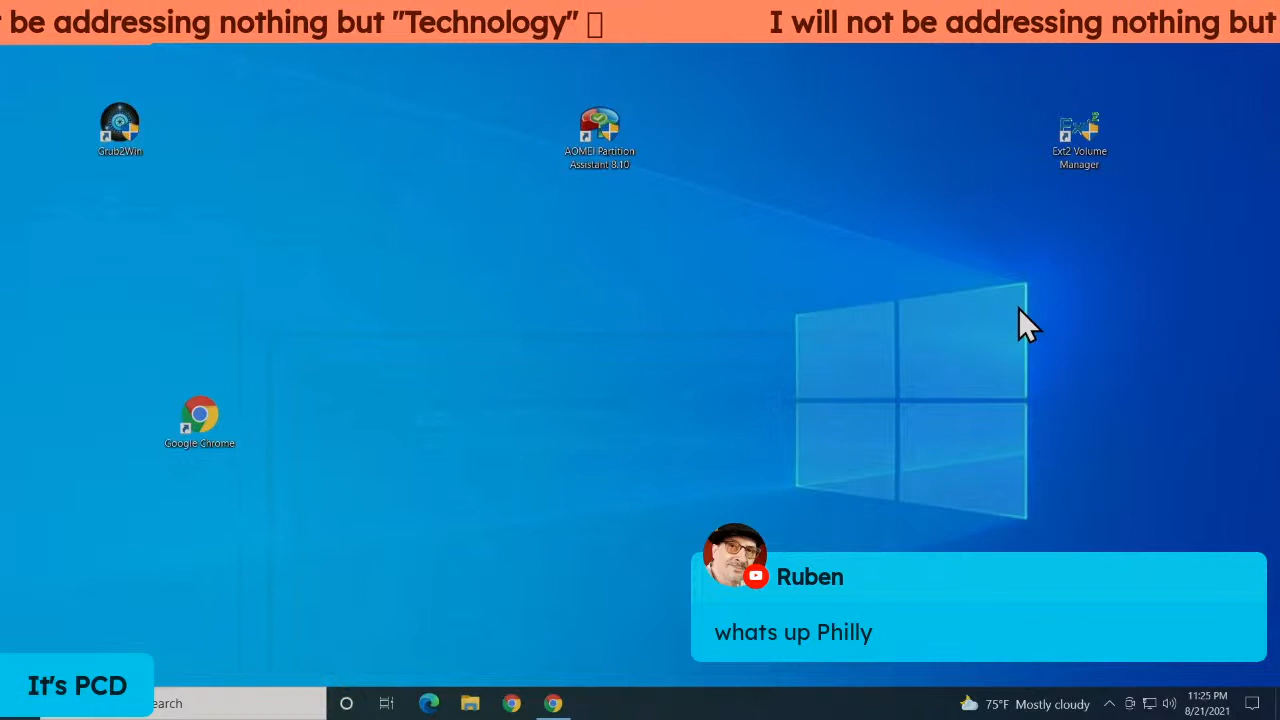 be addressing nothing but "Technology"
I will not be addressing nothing but
Grub2Win
AOMEI Partition
Assistant 8.10
Ext2 Volume
Manager
Google Chrome
Ruben
whats up Philly
It's PCD
earch
75°F Mostly cloudy
11:25 PM
8/21/2021